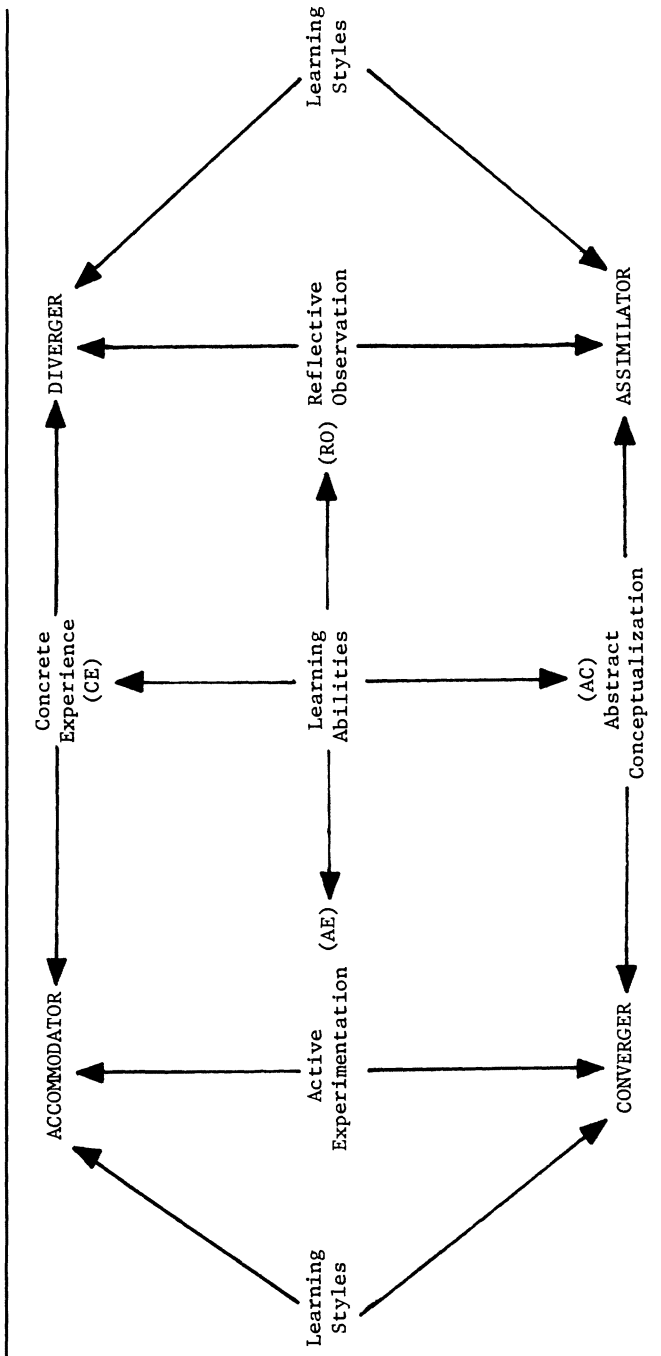 Concrete
Experience
(CE)
ACCOMMODATOR
DIVERGER
Learning
Styles
Active
Experimentation
(AE)
Learning
Abilities
(RO)
Reflective
Observation
Learning
Styles
CONVERGER
(AC)
Abstract
Conceptualization
ASSIMILATOR